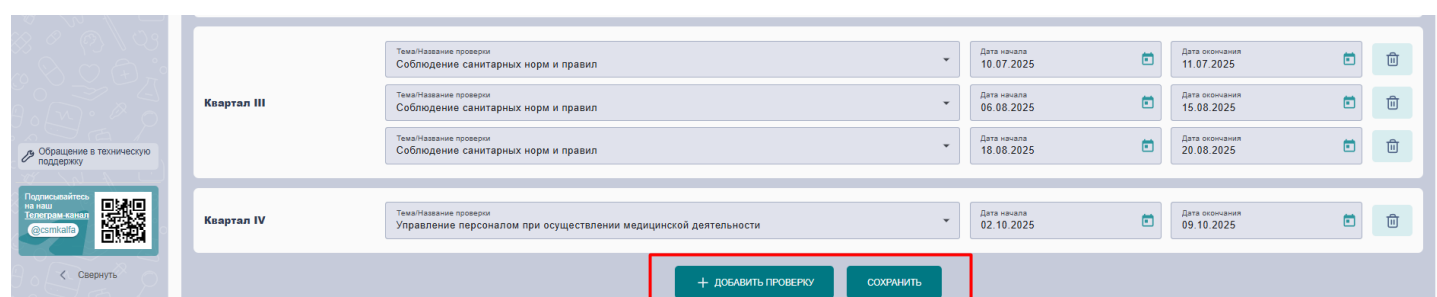 Тема/Название проверки
Соблюдение санитарных норм и правил
Дата начала
10.07.2025
Дата окончания
11.07.2025
Квартал III
Тема/Название проверки
Соблюдение санитарных норм и правил
Дата начала
06.08.2025
Дата окончания
15.08.2025
Тема/Название проверки
Соблюдение санитарных норм и правил
Дата начала
18.08.2025
Дата окончания
20.08.2025
Обращение в техническую
поддержку
Подписывайтесь
на наш
Телеграм-канал
@csmkalfa
Квартал IV
Тема/Название проверки
Управление персоналом при осуществлении медицинской деятельности
Дата начала
02.10.2025
Дата окончания
09.10.2025
Свернуть
+ ДОБАВИТЬ ПРОВЕРКУ
СОХРАНИТЬ